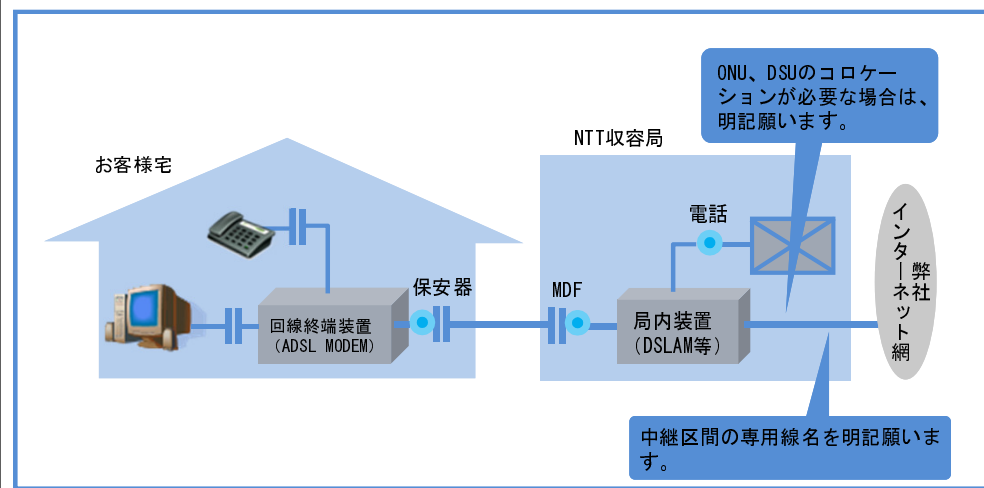 ONU、DSUのコロケー
ションが必要な場合は、
明記願います。
NTT収容局
お客様宅
電話
インターネット網
弊社
保安器
MDF
回線終端装置
（ADSL MODEM）
局内装置
（DSLAM等）
中継区間の専用線名を明記願いま
す。